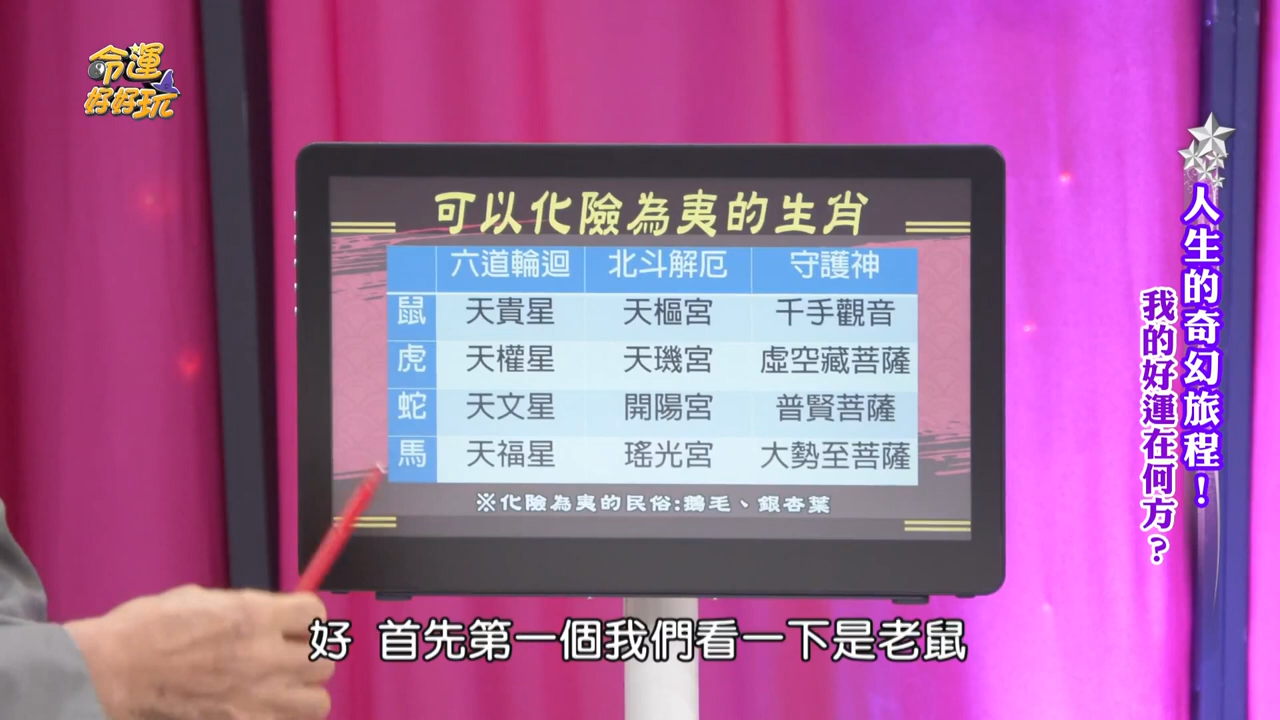 命運
好好玩
人生的奇幻旅程！
我的好運在何方？
可以化險為夷的生肖
六道輪迴 北斗解厄 守護神
鼠 天貴星 天樞宮 千手觀音
虎 天權星 天璣宮 虛空藏菩薩
蛇 天文星 開陽宮 普賢菩薩
馬 天福星 瑤光宮 大勢至菩薩
※化險為夷的民俗:鵝毛、銀杏葉
好 首先第一個我們看一下是老鼠